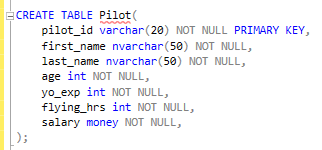 CREATE TABLE Pilot(
pilot_id varchar(20) NOT NULL PRIMARY KEY,
first_name nvarchar(50) NOT NULL,
last_name nvarchar(50) NOT NULL,
age int NOT NULL,
yo_exp int NOT NULL,
flying_hrs int NOT NULL,
salary money NOT NULL,
);